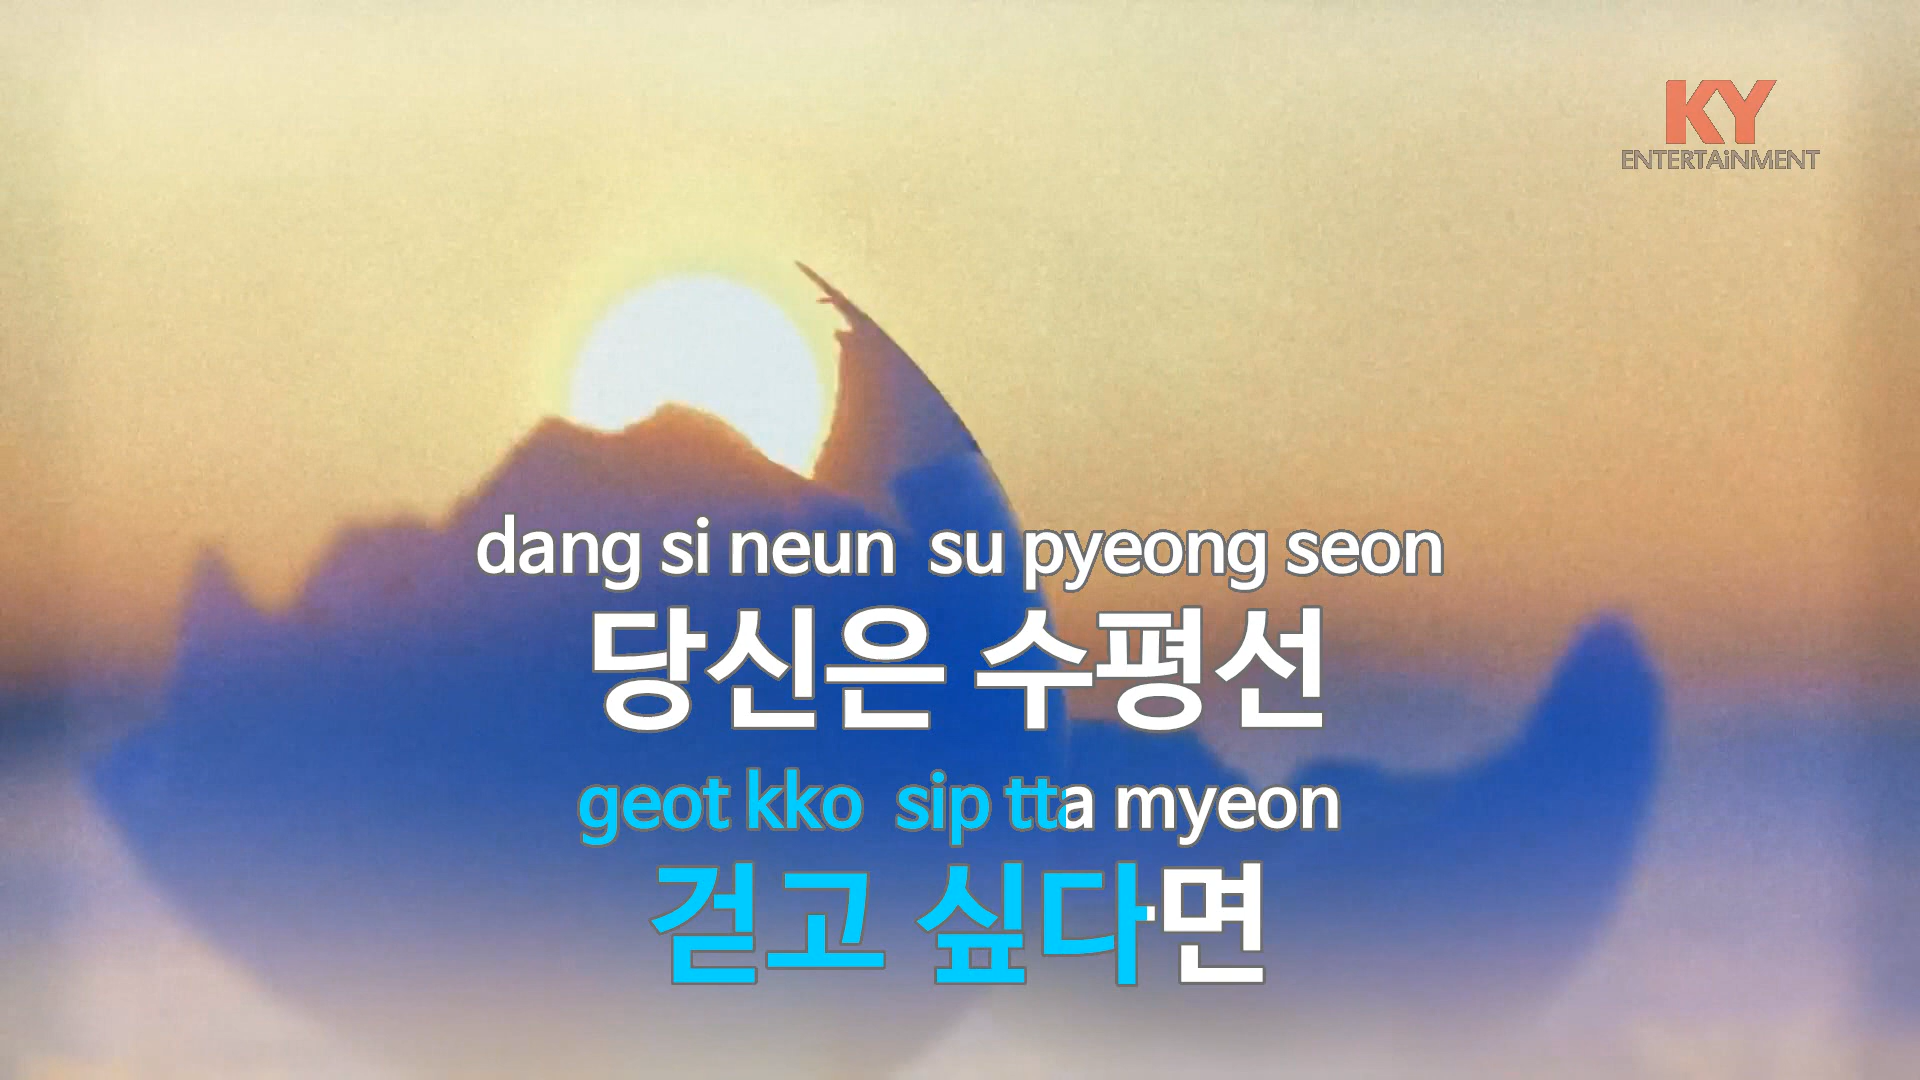 KY
ENTERTAiNMENT
dang si neun su pyeong seon
당신은 수평선
geot kko sip tta myeon
걷고 싶다면